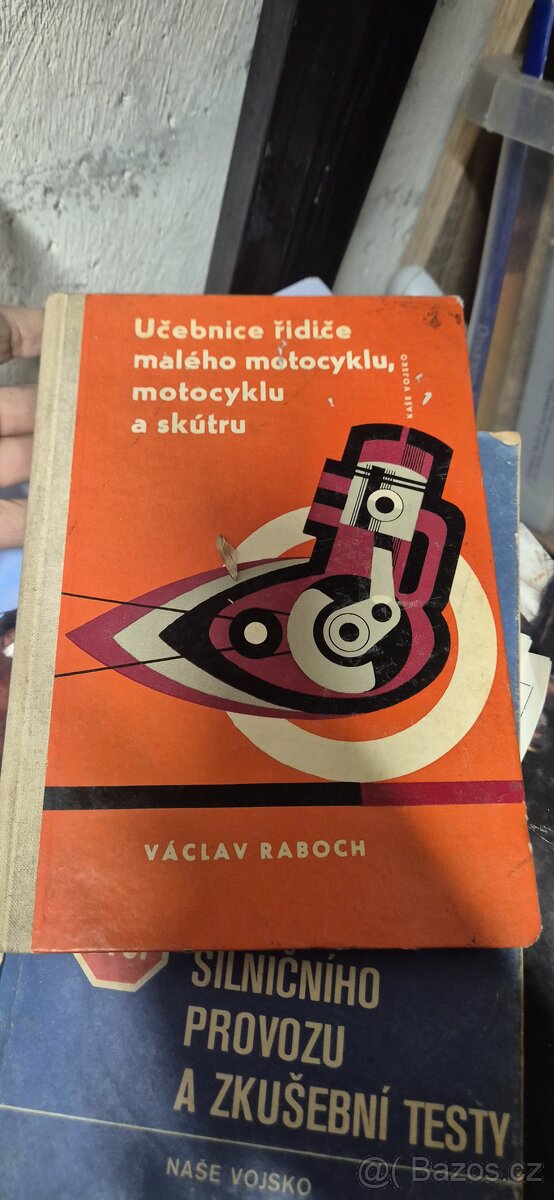 Učebnice řidiče
malého motocyklu,
motocyklu
a skútru
NAŠE VOJSKO
VÁCLAV RABOCH
SILNIČNÍHO
PROVOZU
A ZKUŠEBNÍ TESTY
NAŠE VOJSKO
Bazos.cz